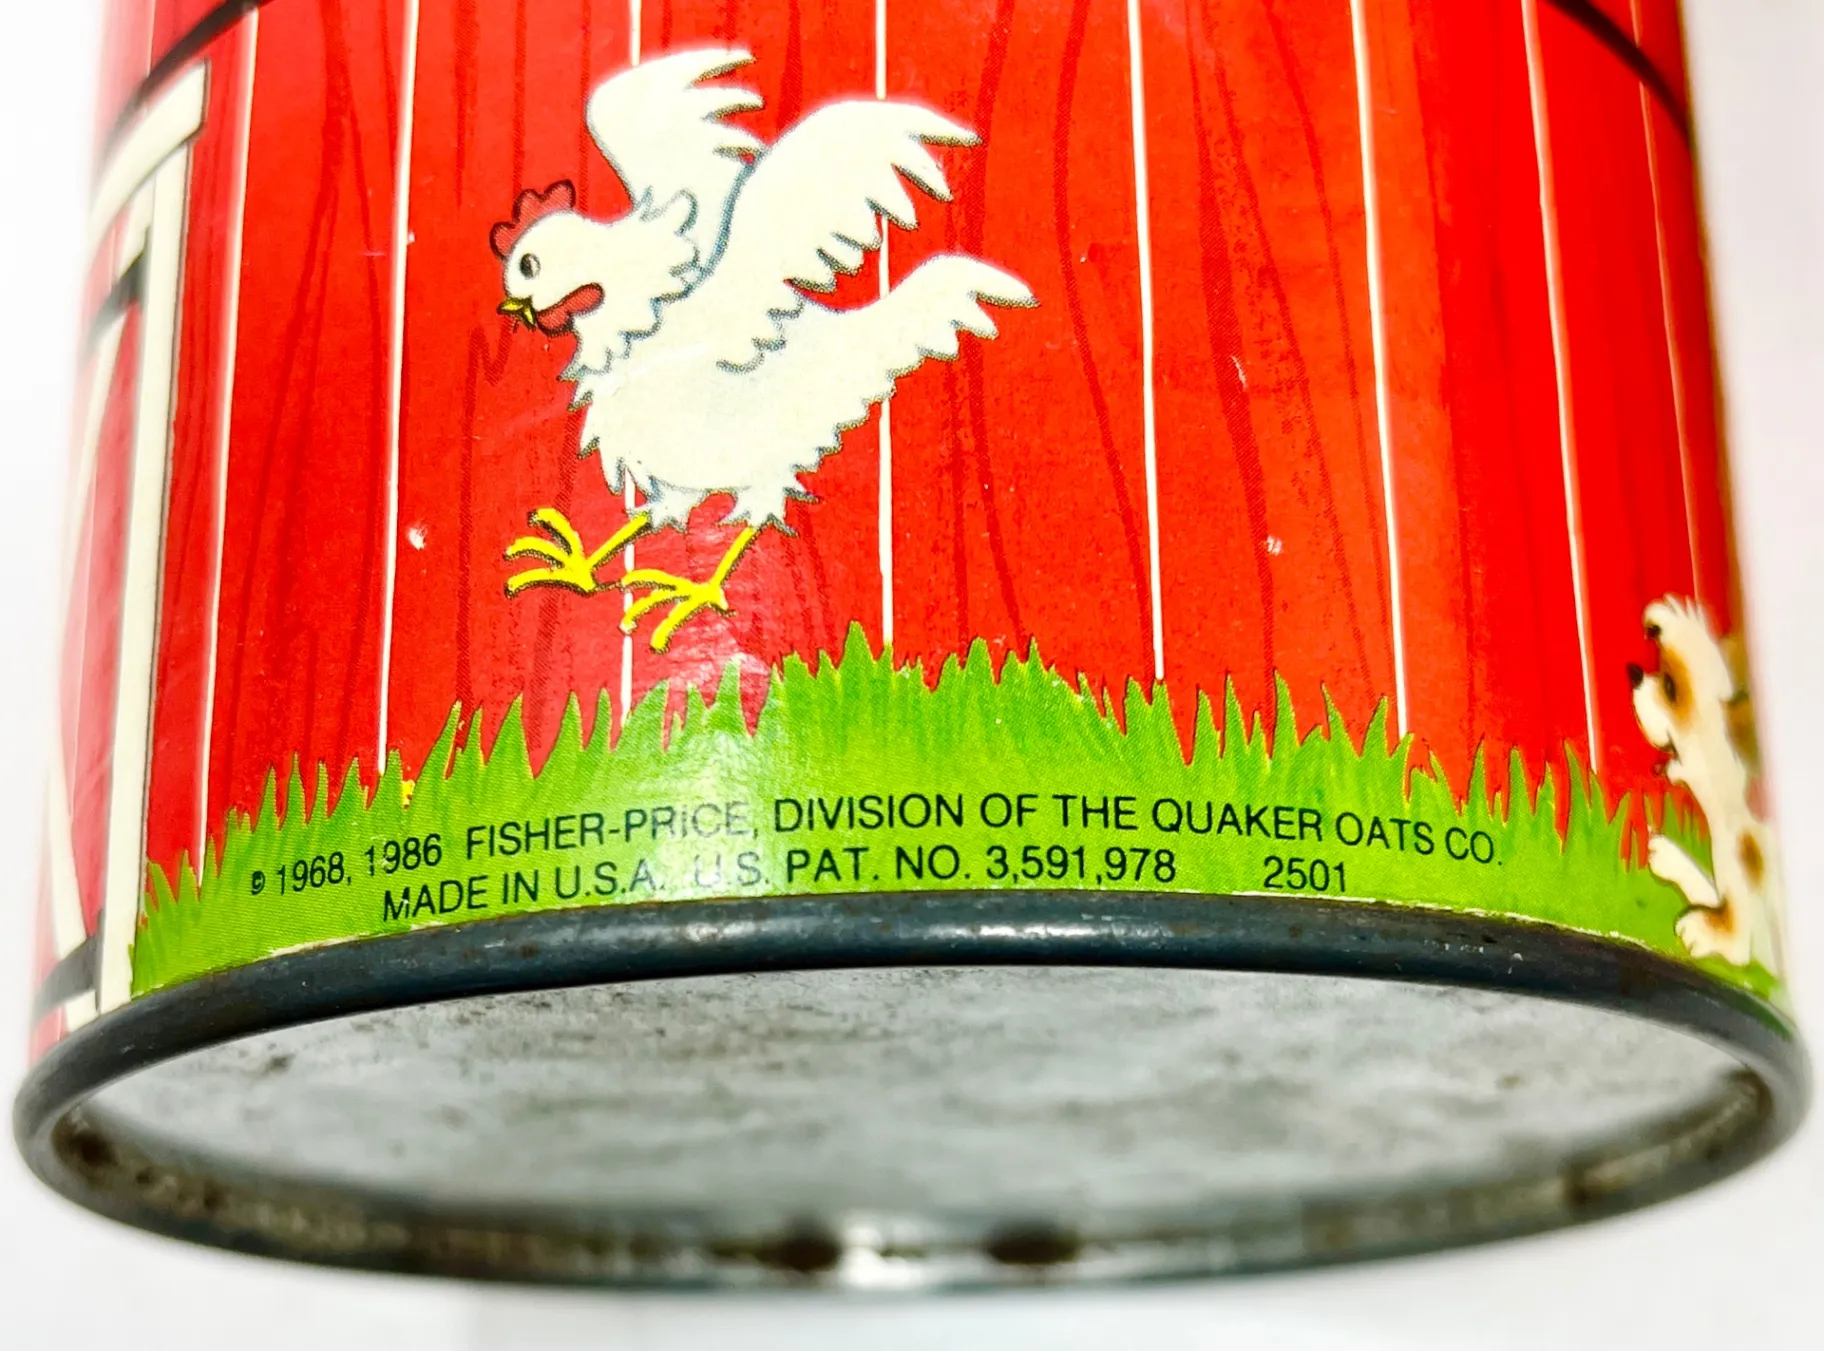 © 1968, 1986 FISHER-PRICE, DIVISION OF THE QUAKER OATS CO.
MADE IN U.S.A. U.S. PAT. NO. 3,591,978 2501